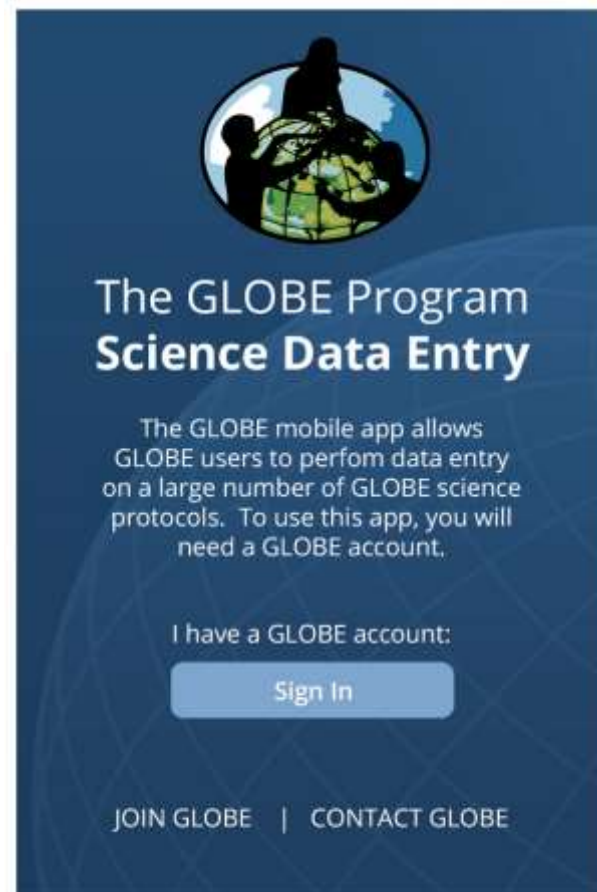 The GLOBE Program
Science Data Entry
The GLOBE mobile app allows
GLOBE users to perfom data entry
on a large number of GLOBE science
protocols. To use this app, you will
need a GLOBE account.
I have a GLOBE account:
Sign In
JOIN GLOBE | CONTACT GLOBE